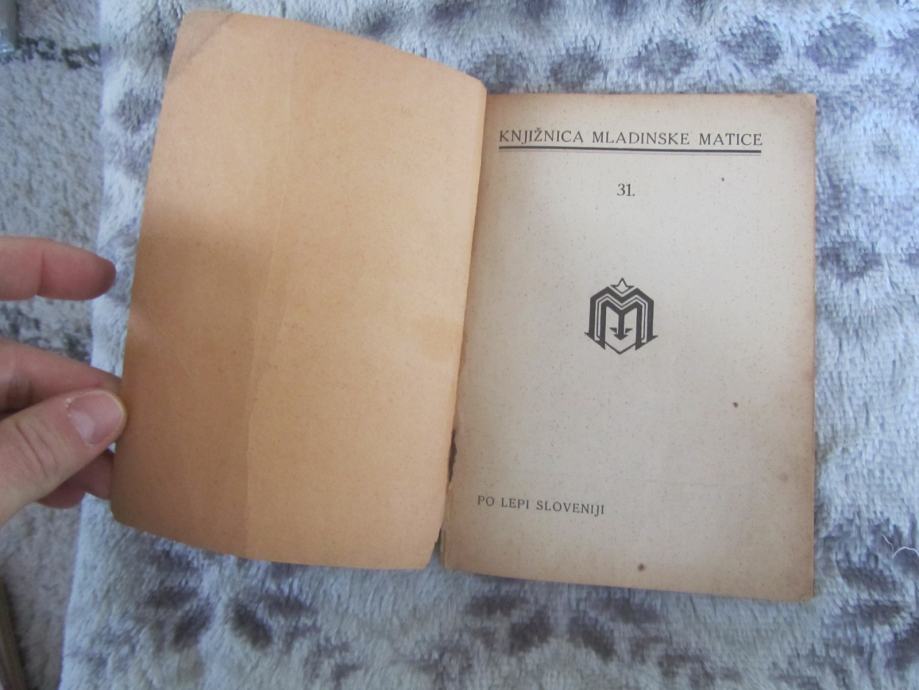 KNJIŽNICA MLADINSKE MATICE
31.
PO LEPI SLOVENIJI